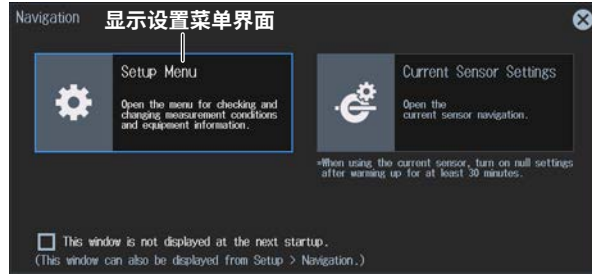 Navigation
显示设置菜单界面
Setup Menu
Open the menu for checking and
changing measurement conditions
and equipment information.
Current Sensor Settings
Open the
current sensor navigation.
*When using the current sensor, turn on null settings
after warming up for at least 30 minutes.
This window is not displayed at the next startup.
(This window can also be displayed from Setup > Navigation.)